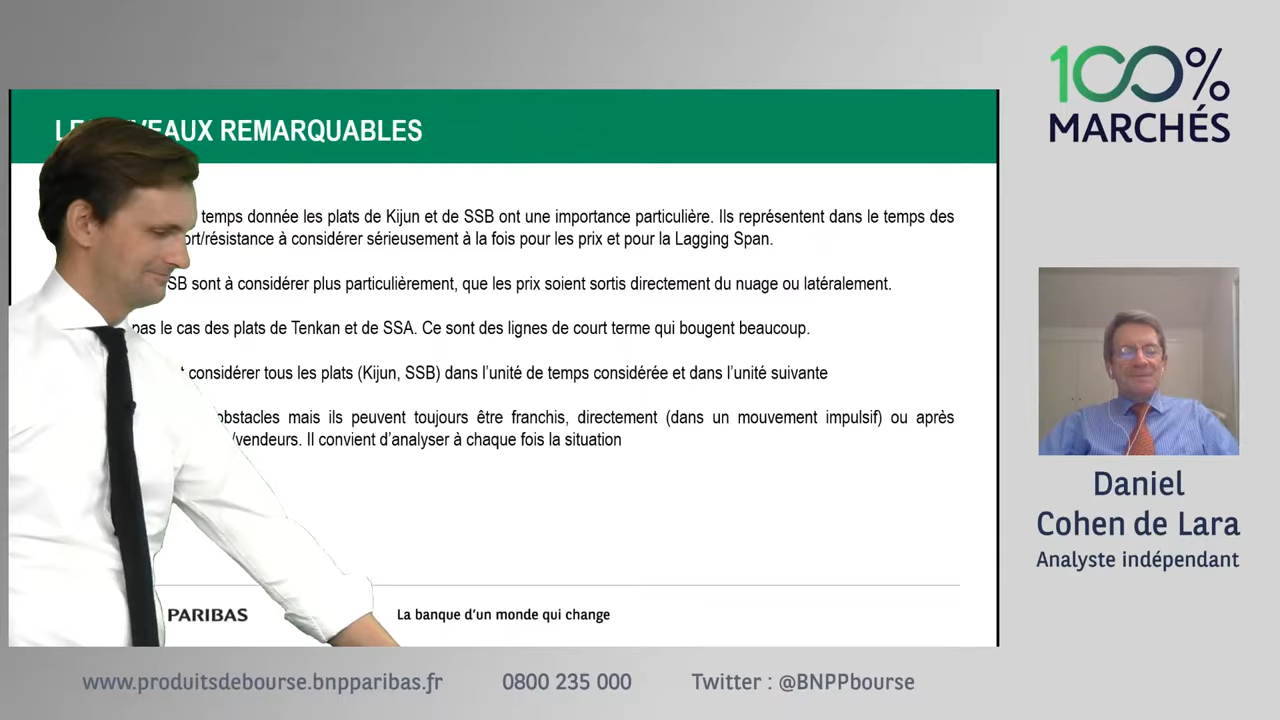 100%
MARCHÉS
REMARQUABLES
temps donnée les plats de Kijun et de SSB ont une importance particulière. Ils représentent dans le temps des
ort/résistance à considérer sérieusement à la fois pour les prix et pour la Lagging Span.
SB sont à considérer plus particulièrement, que les prix soient sortis directement du nuage ou latéralement.
pas le cas des plats de Tenkan et de SSA. Ce sont des lignes de court terme qui bougent beaucoup.
considérer tous les plats (Kijun, SSB) dans l'unité de temps considérée et dans l'unité suivante
obstacles mais ils peuvent toujours être franchis, directement (dans un mouvement impulsif) ou après
/vendeurs. Il convient d'analyser à chaque fois la situation
PARIBAS
La banque d'un monde qui change
Daniel
Cohen de Lara
Analyste indépendant
www.produitsdebourse.bnpparibas.fr
0800 235 000
Twitter : @BNPPbourse